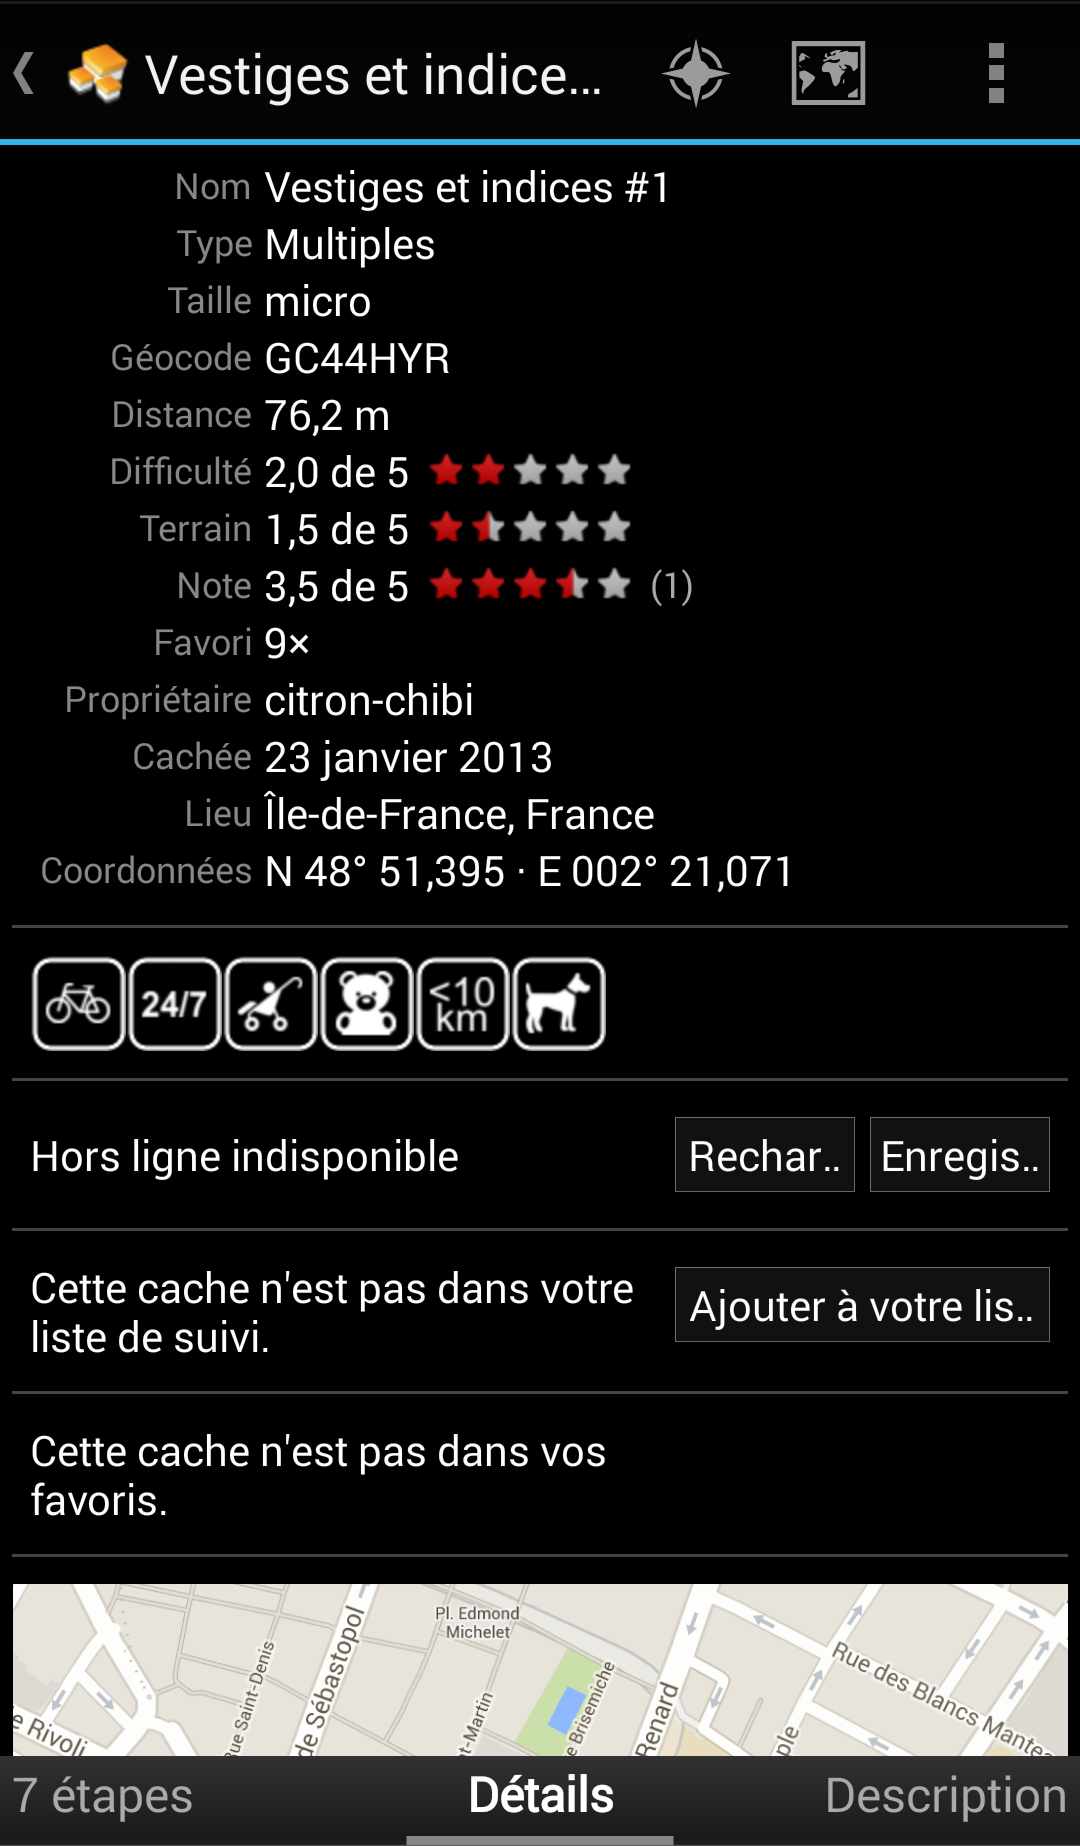 Vestiges et indice...
Nom Vestiges et indices #1
Type Multiples
Taille micro
Géocode GC44HYR
Distance 76,2 m
Difficulté 2,0 de 5
Terrain 1,5 de 5
Note 3,5 de 5 (1)
Favori 9×
Propriétaire citron-chibi
Cachée 23 janvier 2013
Lieu Île-de-France, France
Coordonnées N 48° 51,395 · E 002° 21,071
24/7
<10
km
Hors ligne indisponible
Rechar..
Enregis..
Cette cache n'est pas dans votre
liste de suivi.
Ajouter à votre lis..
Cette cache n'est pas dans vos
favoris.
Pl. Edmond
Michelet
e Rivoli
Rue Saint-Denis
de Sébastopol
t-Martin
e Brisemiche
Renard
ple
Rue des Blancs Mante
7 étapes
Détails
Description